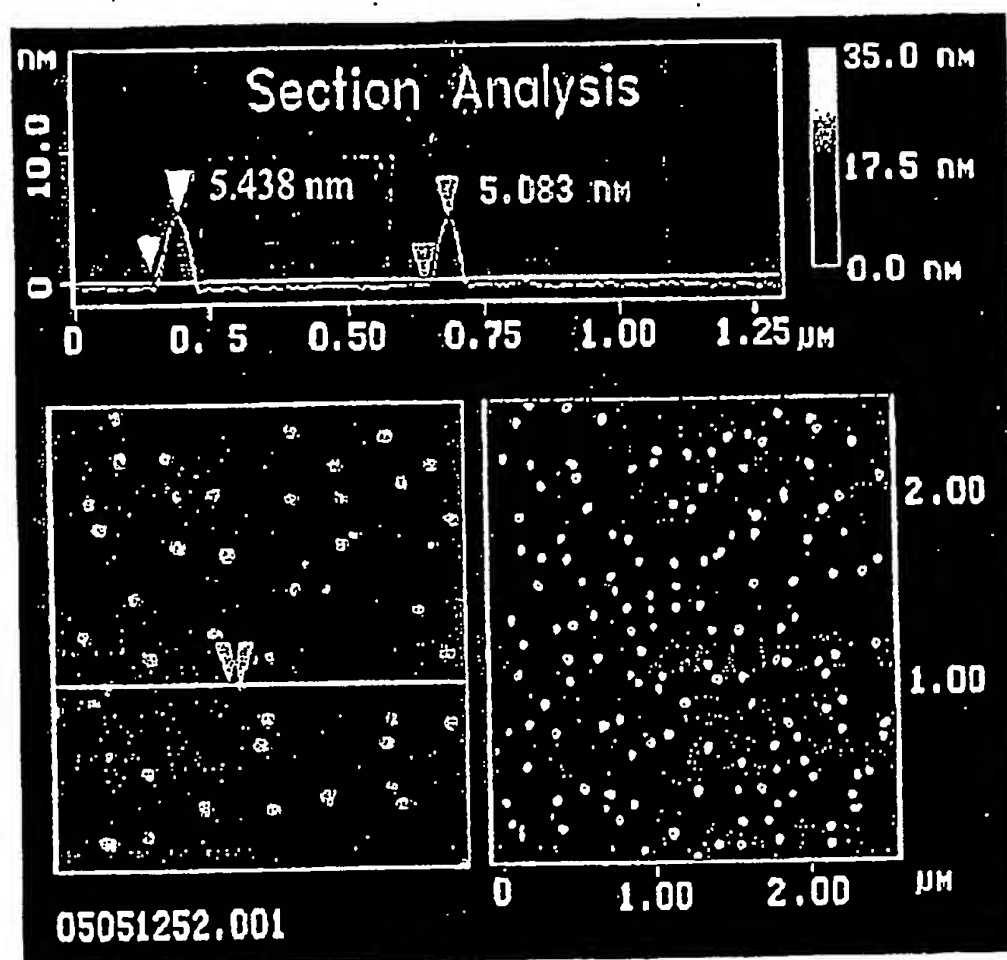 nM
Section Analysis
10.0
5.438 nm
5.083 nM
0
0 0. 5 0.50 0.75 1.00 1.25 µM
35.0 nM
17.5 nM
0.0 nM
2.00
1.00
0 1.00 2.00 µM
05051252.001